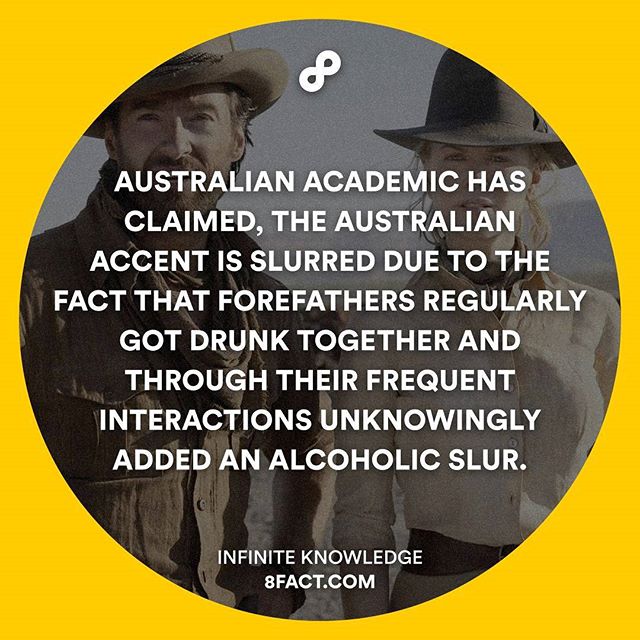 AUSTRALIAN ACADEMIC HAS
CLAIMED, THE AUSTRALIAN
ACCENT IS SLURRED DUE TO THE
FACT THAT FOREFATHERS REGULARLY
GOT DRUNK TOGETHER AND
THROUGH THEIR FREQUENT
INTERACTIONS UNKNOWINGLY
ADDED AN ALCOHOLIC SLUR.
INFINITE KNOWLEDGE
8FACT.COM